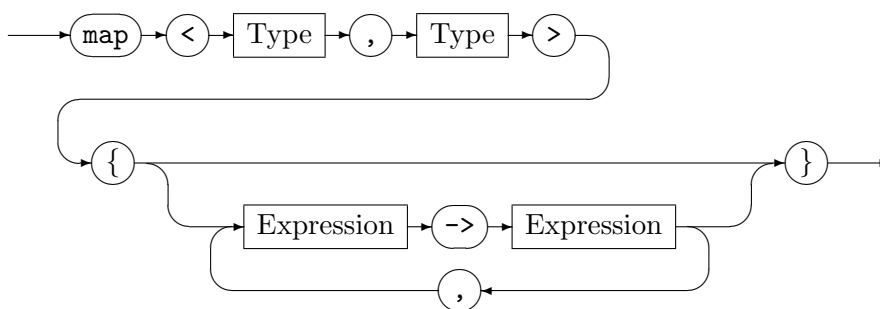 map < Type , Type >
{ }
Expression -> Expression
,